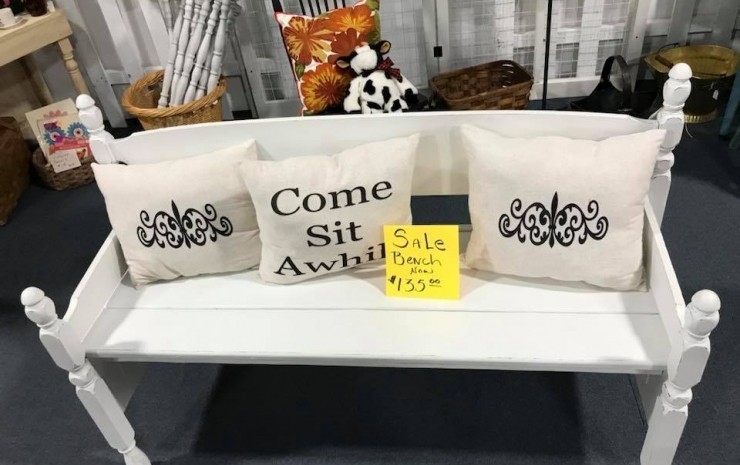 Come
Sit
Awhil
SaLe
Bench
Now
$135.00